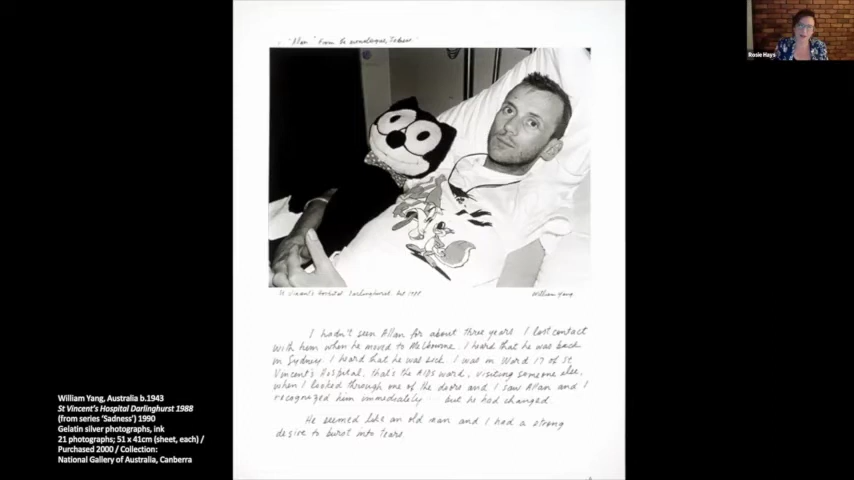 "Allan" from the monologue, "Sadness"
St Vincent's Hospital Darlinghurst 1988
William Yang
I hadn't seen Allan for about three years. I lost contact
with him when he moved to Melbourne. I heard that he was back
in Sydney. I heard that he was sick. I was in Ward 17 of St
Vincent's Hospital, that's the AIDS ward, visiting someone else,
when I looked through one of the doors and I saw Allan and I
recognized him immediately ... but he had changed.
He seemed like an old man and I had a strong
desire to burst into tears.
William Yang, Australia b.1943
St Vincent's Hospital Darlinghurst 1988
(from series 'Sadness') 1990
Gelatin silver photographs, ink
21 photographs; 51 x 41cm (sheet, each) /
Purchased 2000 / Collection:
National Gallery of Australia, Canberra
Rosie Hays